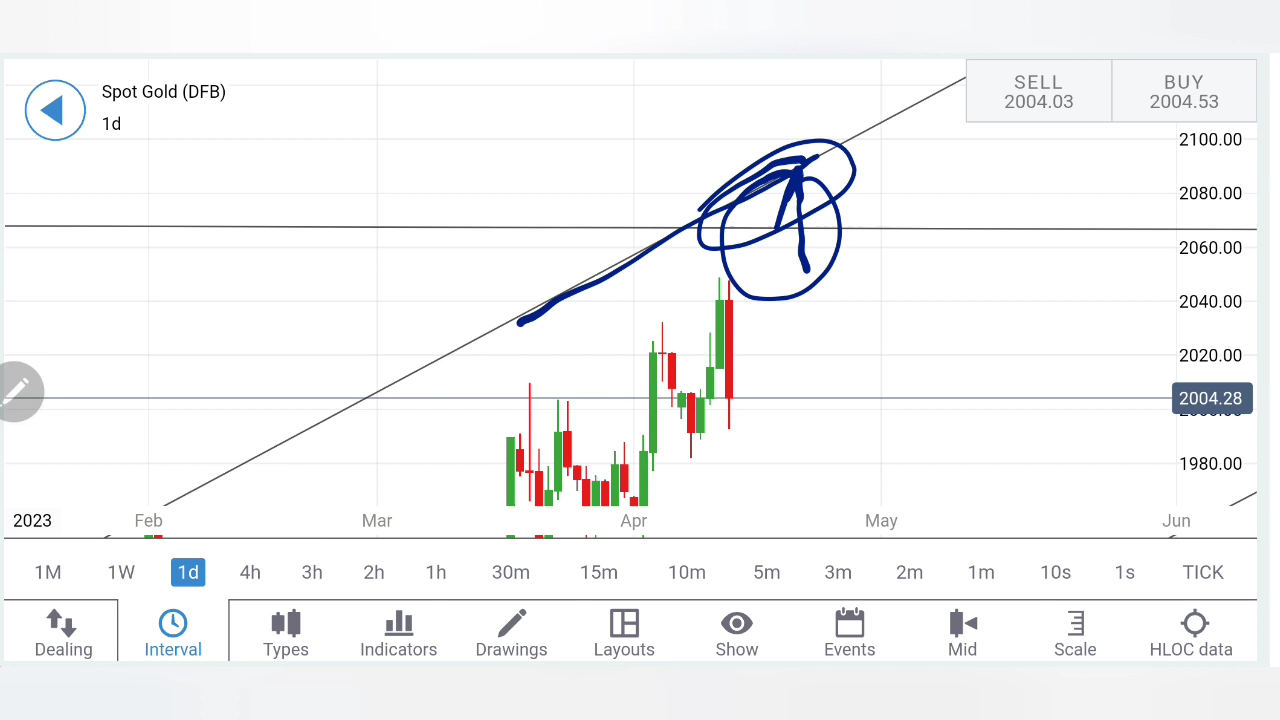 Spot Gold (DFB)
1d
SELL
2004.03
BUY
2004.53
2100.00
2080.00
2060.00
2040.00
2020.00
2004.28
1980.00
2023 Feb Mar Apr May Jun
1M 1W 1d 4h 3h 2h 1h 30m 15m 10m 5m 3m 2m 1m 10s 1s TICK
Dealing Interval Types Indicators Drawings Layouts Show Events Mid Scale HLOC data